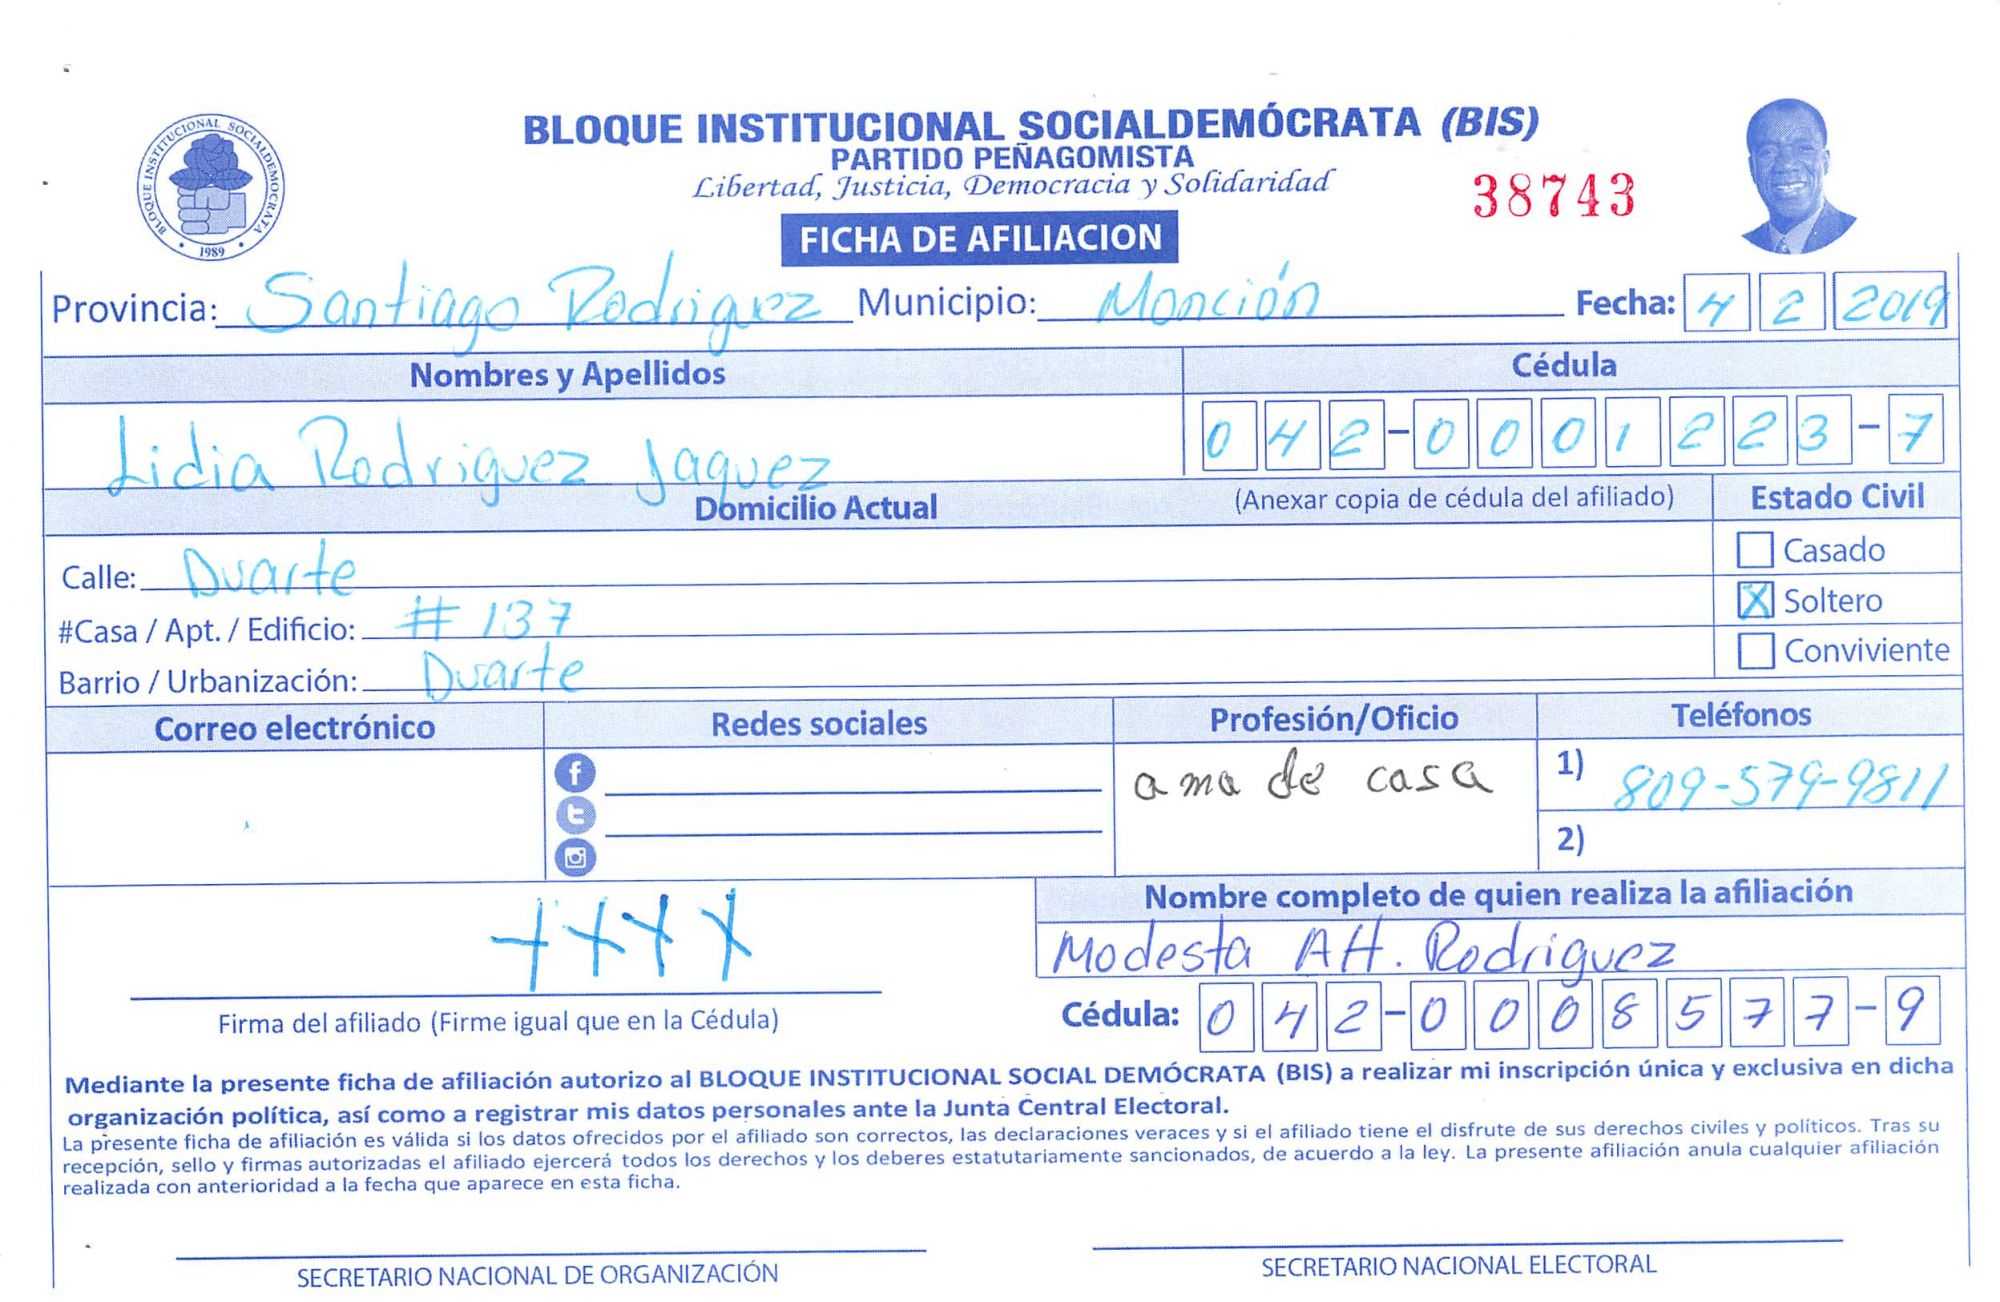 BLOQUE INSTITUCIONAL SOCIALDEMOCRATA
1989
BLOQUE INSTITUCIONAL SOCIALDEMÓCRATA (BIS)
PARTIDO PEÑAGOMISTA
Libertad, Justicia, Democracia y Solidaridad
38743
FICHA DE AFILIACION
Provincia: Santiago Rodriguez Municipio: Monción Fecha: 4 2 2019
Nombres y Apellidos Cédula
Lidia Rodriguez Jaquez 042-0001223-7
Domicilio Actual (Anexar copia de cédula del afiliado) Estado Civil
Calle: Duarte Casado
#Casa / Apt. / Edificio: # 137 X Soltero
Barrio / Urbanización: Duarte Conviviente
Correo electrónico Redes sociales Profesión/Oficio Teléfonos
ama de casa 1) 809-579-9811
2)
Nombre completo de quien realiza la afiliación
XXXX Modesta Alt. Rodriguez
Firma del afiliado (Firme igual que en la Cédula) Cédula: 042-0008577-9
Mediante la presente ficha de afiliación autorizo al BLOQUE INSTITUCIONAL SOCIAL DEMÓCRATA (BIS) a realizar mi inscripción única y exclusiva en dicha
organización política, así como a registrar mis datos personales ante la Junta Central Electoral.
La presente ficha de afiliación es válida si los datos ofrecidos por el afiliado son correctos, las declaraciones veraces y si el afiliado tiene el disfrute de sus derechos civiles y políticos. Tras su
recepción, sello y firmas autorizadas el afiliado ejercerá todos los derechos y los deberes estatutariamente sancionados, de acuerdo a la ley. La presente afiliación anula cualquier afiliación
realizada con anterioridad a la fecha que aparece en esta ficha.
SECRETARIO NACIONAL DE ORGANIZACIÓN SECRETARIO NACIONAL ELECTORAL